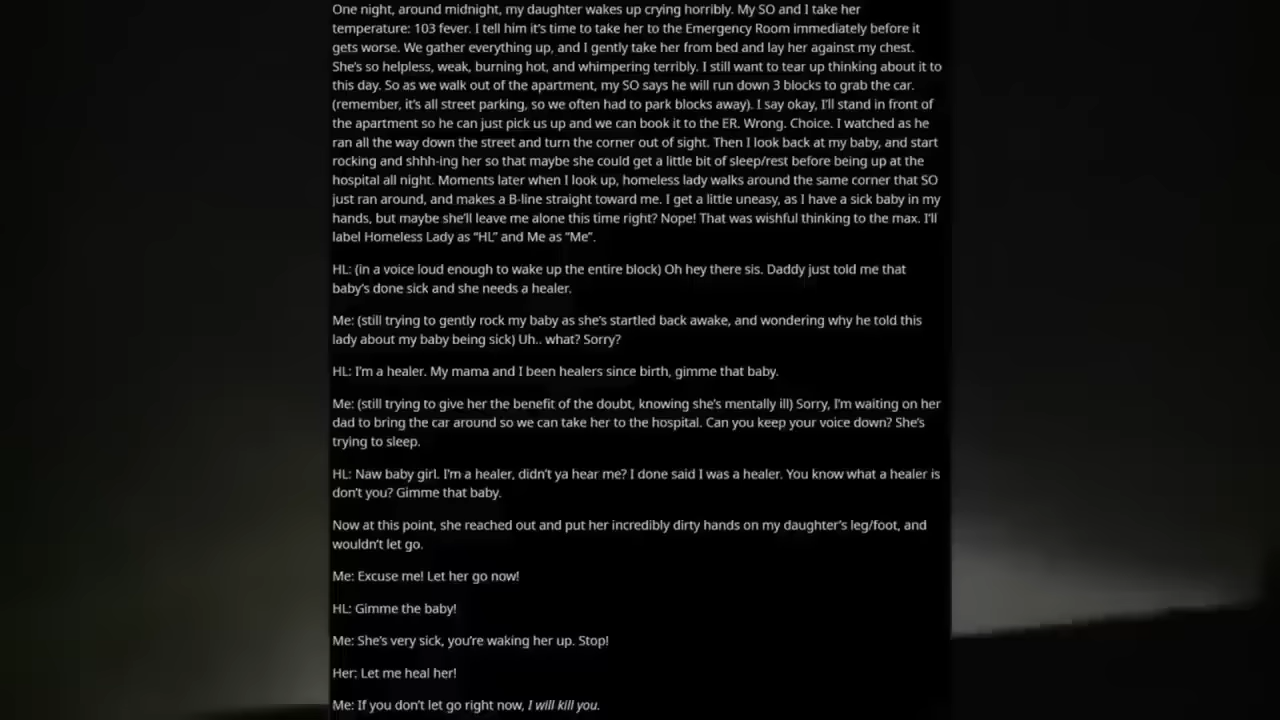 One night, around midnight, my daughter wakes up crying horribly. My SO and I take her
temperature: 103 fever. I tell him it's time to take her to the Emergency Room immediately before it
gets worse. We gather everything up, and I gently take her from bed and lay her against my chest.
She's so helpless, weak, burning hot, and whimpering terribly. I still want to tear up thinking about it to
this day. So as we walk out of the apartment, my SO says he will run down 3 blocks to grab the car.
(remember, it's all street parking, so we often had to park blocks away). I say okay, I'll stand in front of
the apartment so he can just pick us up and we can book it to the ER. Wrong. Choice. I watched as he
ran all the way down the street and turn the corner out of sight. Then I look back at my baby, and start
rocking and shhh-ing her so that maybe she could get a little bit of sleep/rest before being up at the
hospital all night. Moments later when I look up, homeless lady walks around the same corner that SO
just ran around, and makes a B-line straight toward me. I get a little uneasy, as I have a sick baby in my
hands, but maybe she'll leave me alone this time right? Nope! That was wishful thinking to the max. I'll
label Homeless Lady as “HL” and Me as “Me”.
HL: (in a voice loud enough to wake up the entire block) Oh hey there sis. Daddy just told me that
baby's done sick and she needs a healer.
Me: (still trying to gently rock my baby as she's startled back awake, and wondering why he told this
lady about my baby being sick) Uh.. what? Sorry?
HL: I'm a healer. My mama and I been healers since birth, gimme that baby.
Me: (still trying to give her the benefit of the doubt, knowing she's mentally ill) Sorry, I'm waiting on her
dad to bring the car around so we can take her to the hospital. Can you keep your voice down? She's
trying to sleep.
HL: Naw baby girl. I'm a healer, didn't ya hear me? I done said I was a healer. You know what a healer is
don't you? Gimme that baby.
Now at this point, she reached out and put her incredibly dirty hands on my daughter's leg/foot, and
wouldn't let go.
Me: Excuse me! Let her go now!
HL: Gimme the baby!
Me: She's very sick, you're waking her up. Stop!
Her: Let me heal her!
Me: If you don't let go right now, I will kill you.